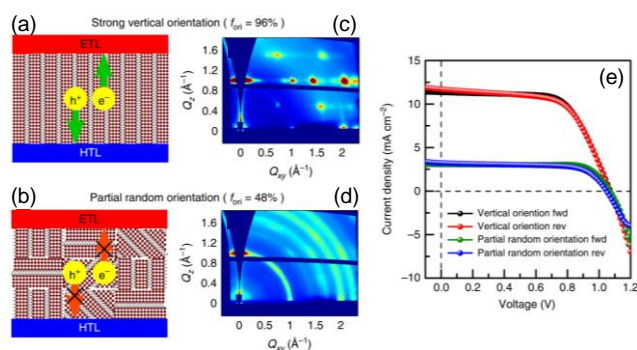 (a)
Strong vertical orientation ( fori = 96%)
ETL
h+
e−
HTL
(c)
Qz (Å−1)
1.6
1.2
0.8
0.4
0
0
0.5
1
1.5
2
Qxy (Å−1)
(b)
Partial random orientation ( fori = 48%)
ETL
h+
e−
HTL
(d)
Qz (Å−1)
1.6
1.2
0.8
0.4
0
0
0.5
1
1.5
2
Qxy (Å−1)
(e)
Current density (mA cm−2)
15
10
5
0
−5
−10
Vertical oriention fwd
Vertical oriention rev
Partial random orientation fwd
Partial random orientation rev
0.0
0.2
0.4
0.6
0.8
1.0
1.2
Voltage (V)